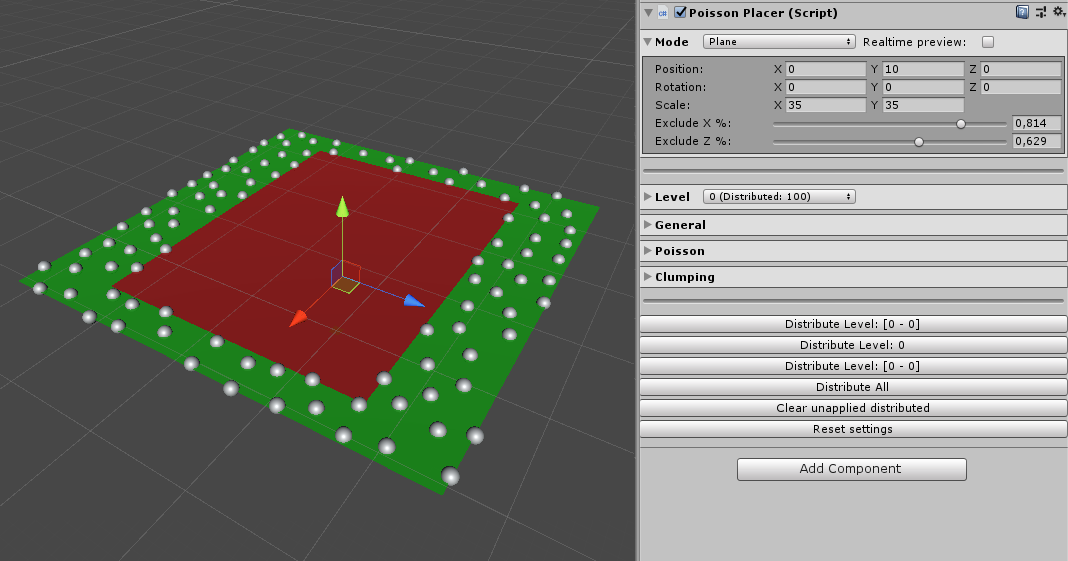 Poisson Placer (Script)
Mode Plane Realtime preview:
Position: X 0 Y 10 Z 0
Rotation: X 0 Y 0 Z 0
Scale: X 35 Y 35
Exclude X %: 0,814
Exclude Z %: 0,629
Level 0 (Distributed: 100)
General
Poisson
Clumping
Distribute Level: [0 - 0]
Distribute Level: 0
Distribute Level: [0 - 0]
Distribute All
Clear unapplied distributed
Reset settings
Add Component